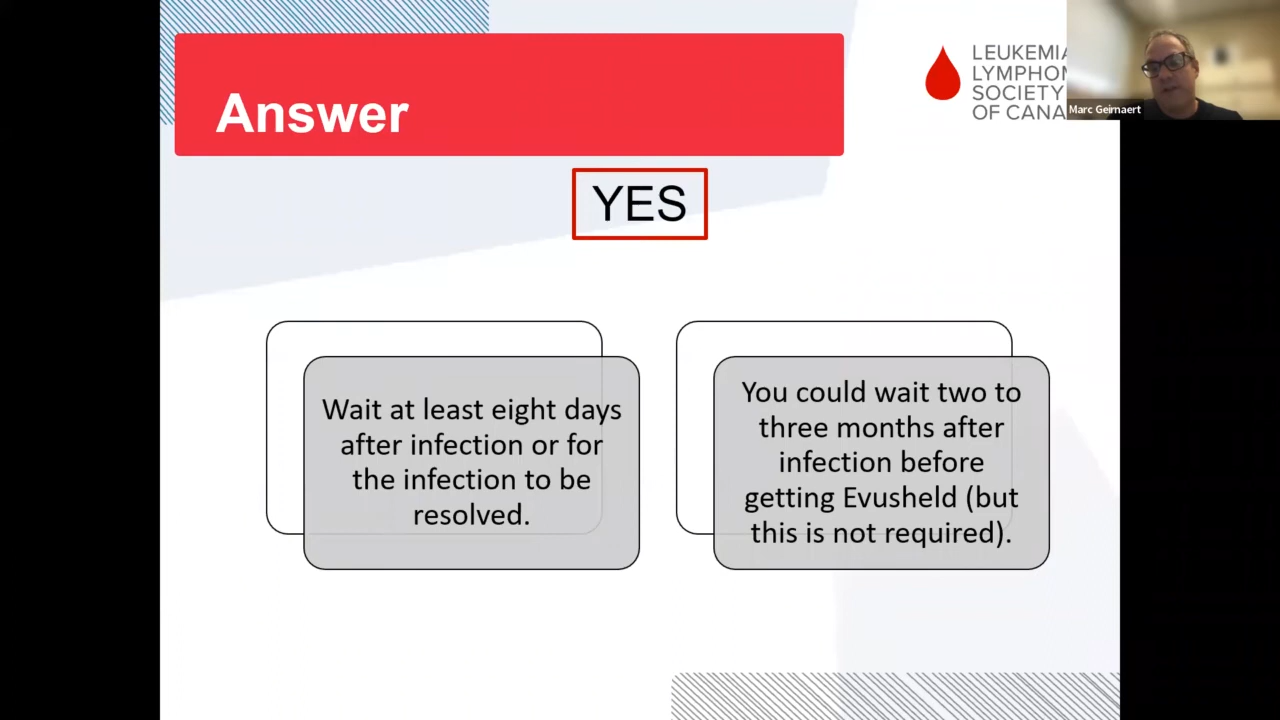 Answer
LEUKEMIA
LYMPHO
SOCIETY
OF CANA
Marc Geirnaert
YES
Wait at least eight days
after infection or for
the infection to be
resolved.
You could wait two to
three months after
infection before
getting Evusheld (but
this is not required).